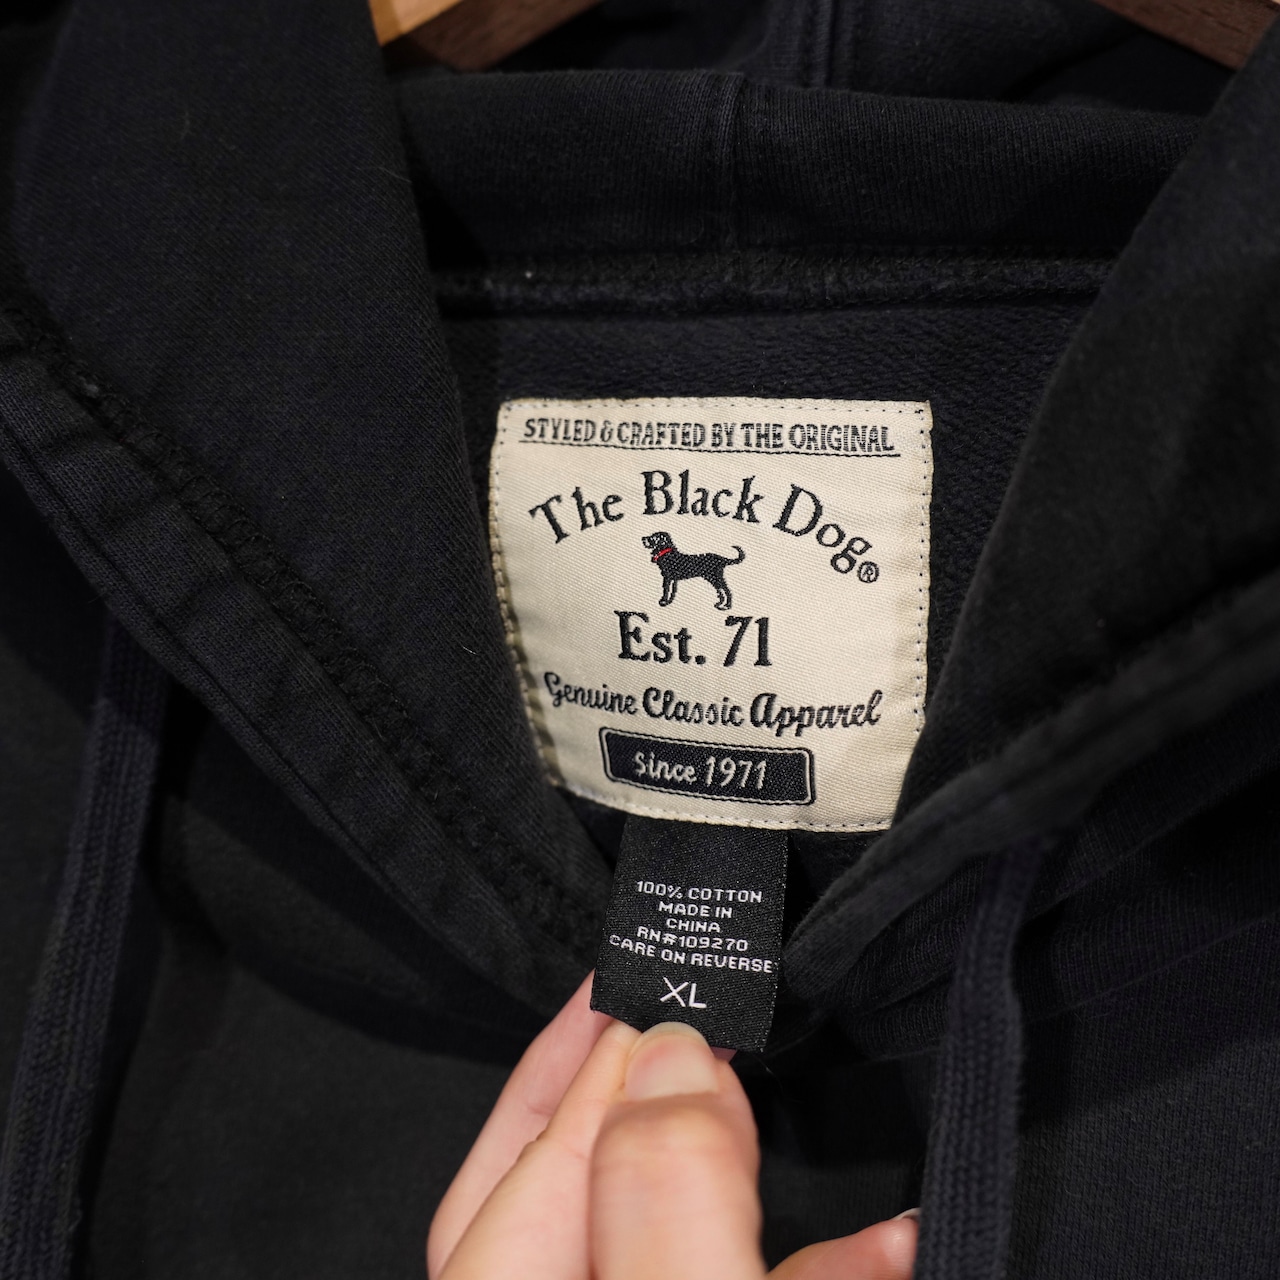 STYLED & CRAFTED BY THE ORIGINAL
The Black Dog®
Est. 71
Genuine Classic Apparel
Since 1971
100% COTTON
MADE IN
CHINA
RN#109270
CARE ON REVERSE
XL